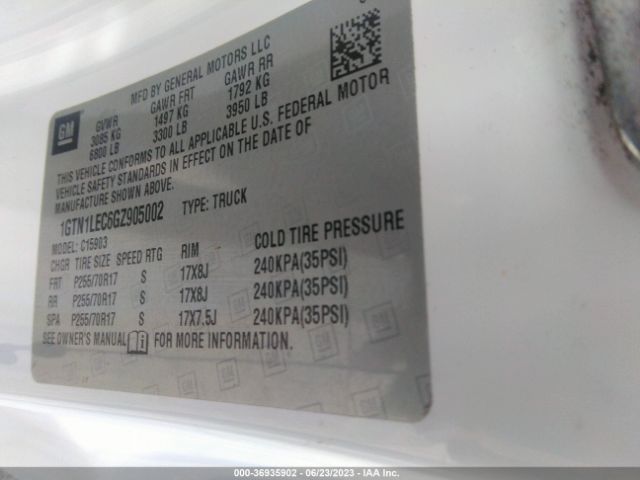 MFD BY GENERAL MOTORS LLC
GM
GVWR GAWR FRT GAWR RR
3085 KG 1497 KG 1792 KG
6800 LB 3300 LB 3950 LB
THIS VEHICLE CONFORMS TO ALL APPLICABLE U.S. FEDERAL MOTOR
VEHICLE SAFETY STANDARDS IN EFFECT ON THE DATE OF
MANUFACTURE SHOWN ABOVE.
1GTN1LEC6GZ905002 TYPE: TRUCK
MODEL: C15903
CHGR TIRE SIZE SPEED RTG RIM COLD TIRE PRESSURE
FRT P255/70R17 S 17X8J 240KPA(35PSI)
RR P255/70R17 S 17X8J 240KPA(35PSI)
SPA P255/70R17 S 17X7.5J 240KPA(35PSI)
SEE OWNER'S MANUAL FOR MORE INFORMATION.
000-36935902 - 06/23/2023 - IAA Inc.